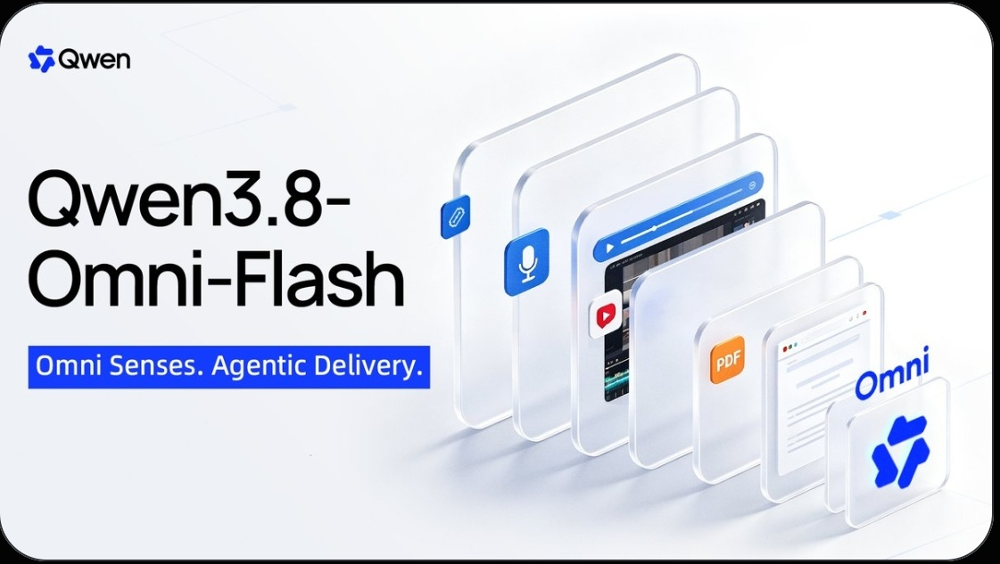 Qwen
Qwen3.8-
Omni-Flash
Omni Senses. Agentic Delivery.
PDF
Omni